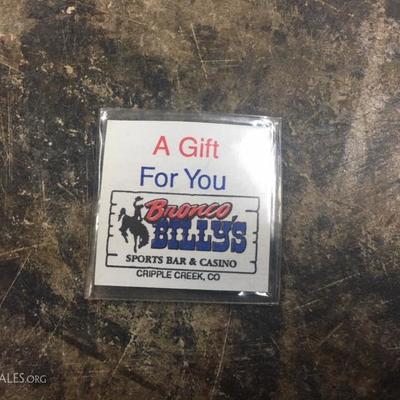 A Gift
For You
Bronco
BILLY'S
SPORTS BAR & CASINO
CRIPPLE CREEK, CO
ALES.ORG